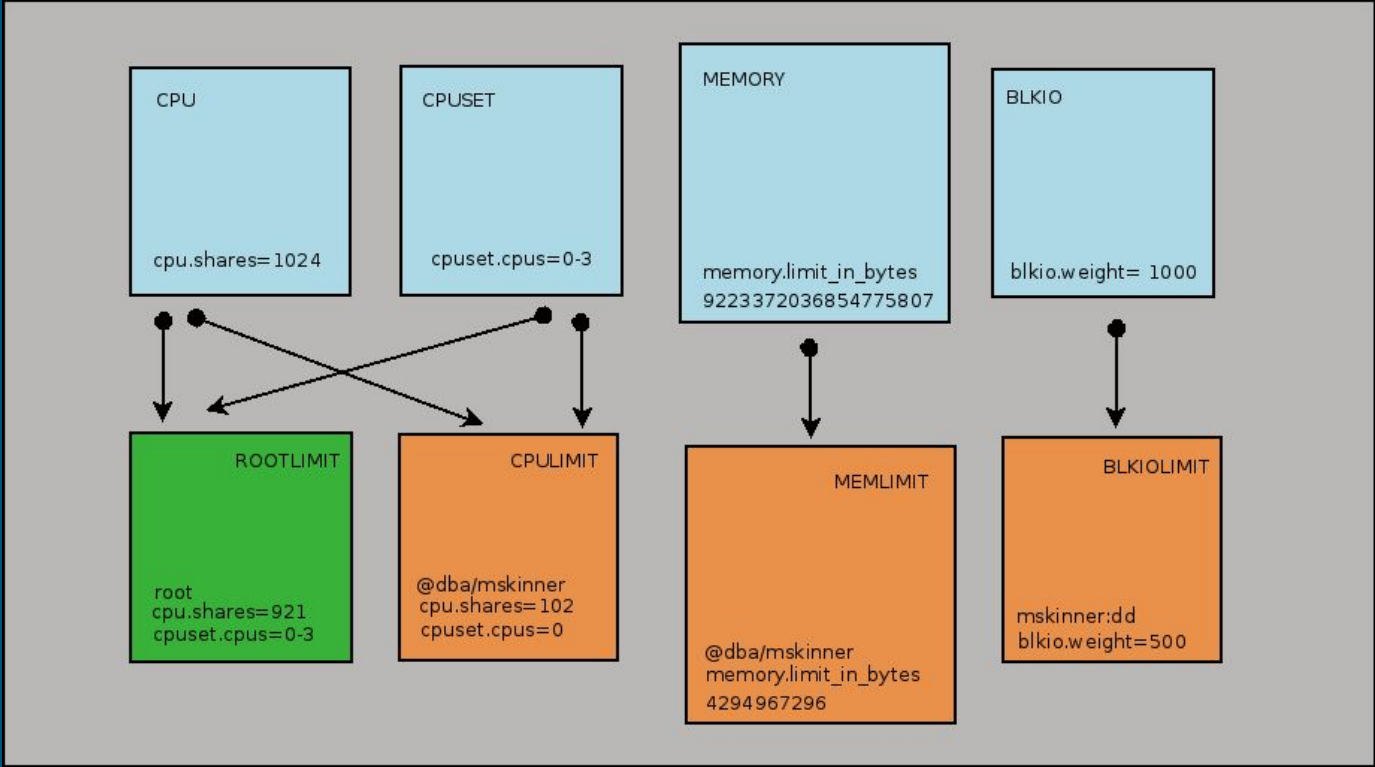 CPU
cpu.shares=1024
CPUSET
cpuset.cpus=0-3
MEMORY
memory.limit_in_bytes
9223372036854775807
BLKIO
blkio.weight= 1000
ROOTLIMIT
root
cpu.shares=921
cpuset.cpus=0-3
CPULIMIT
@dba/mskinner
cpu.shares=102
cpuset.cpus=0
MEMLIMIT
@dba/mskinner
memory.limit_in_bytes
4294967296
BLKIOLIMIT
mskinner:dd
blkio.weight=500